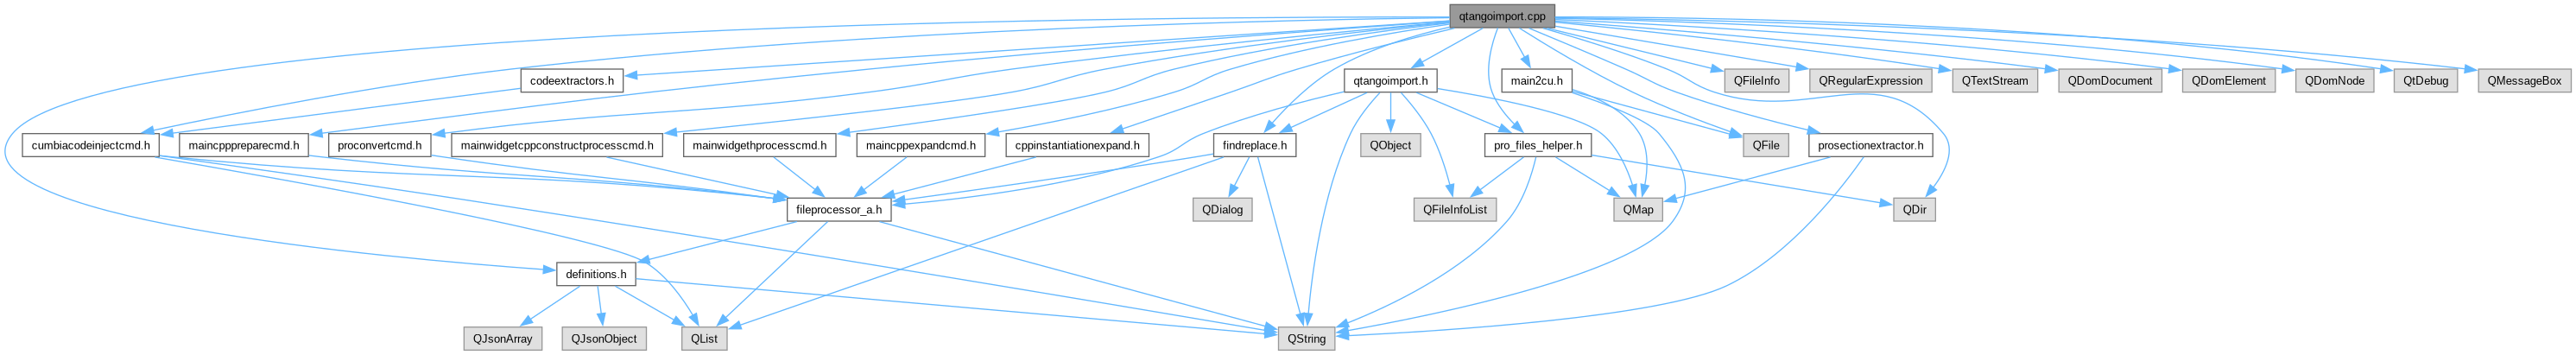 qtangoimport.cpp
codeextractors.h
qtangoimport.h
main2cu.h
QFileInfo
QRegularExpression
QTextStream
QDomDocument
QDomElement
QDomNode
QtDebug
QMessageBox
cumbiacodeinjectcmd.h
maincpppreparecmd.h
proconvertcmd.h
mainwidgetcppconstructprocesscmd.h
mainwidgethprocesscmd.h
maincppexpandcmd.h
cppinstantiationexpand.h
findreplace.h
QObject
pro_files_helper.h
QFile
prosectionextractor.h
fileprocessor_a.h
QDialog
QFileInfoList
QMap
QDir
definitions.h
QJsonArray
QJsonObject
QList
QString